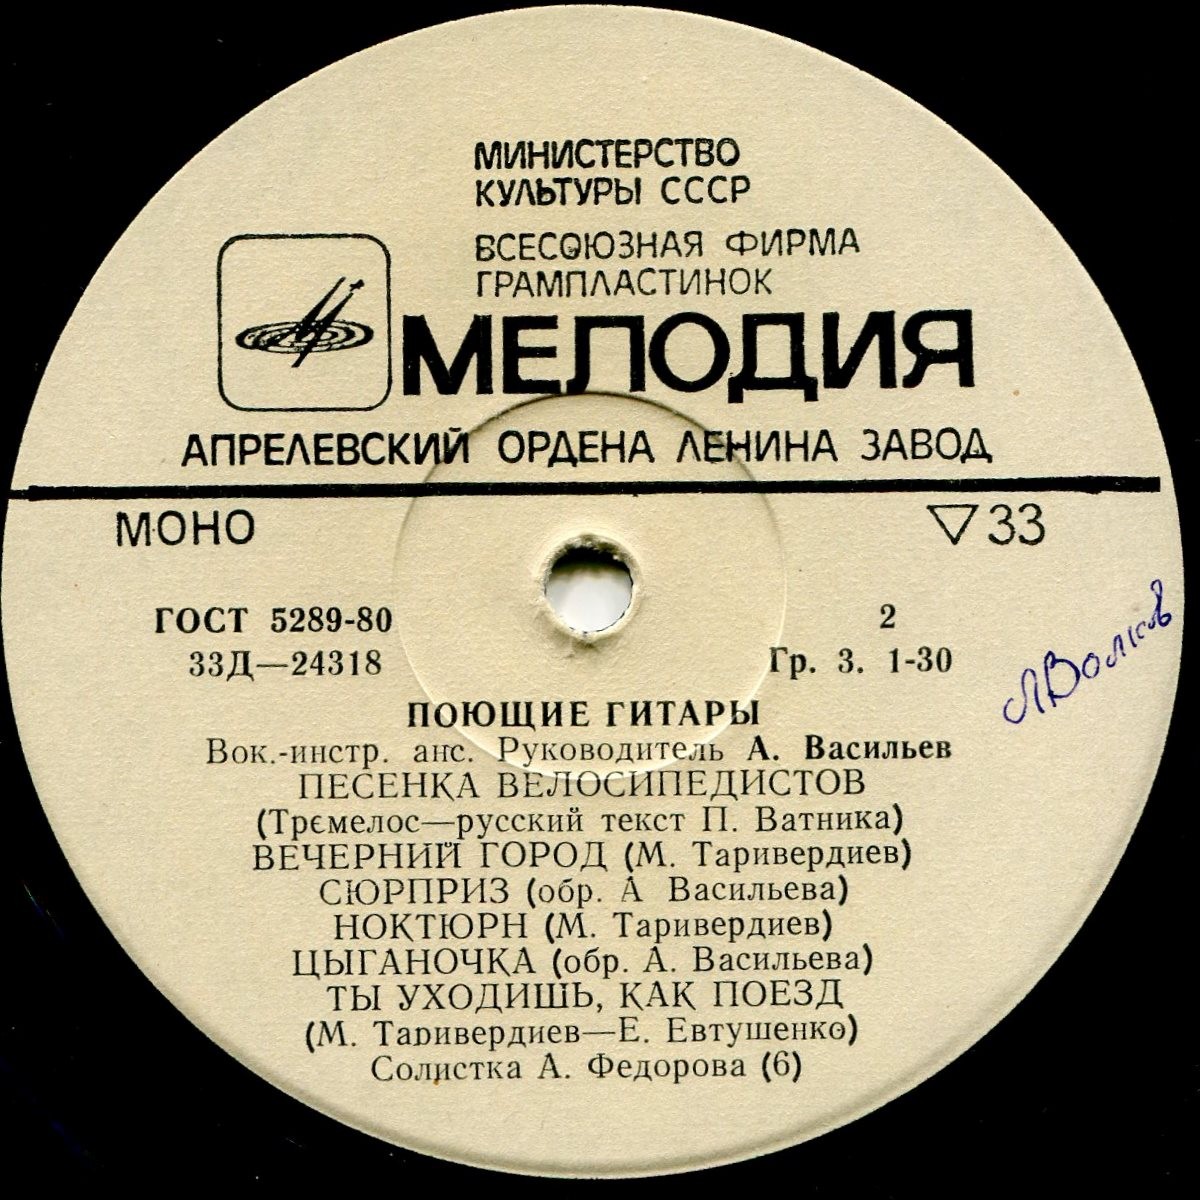 МИНИСТЕРСТВО
КУЛЬТУРЫ СССР
ВСЕСОЮЗНАЯ ФИРМА
ГРАМПЛАСТИНОК
МЕЛОДИЯ
АПРЕЛЕВСКИЙ ОРДЕНА ЛЕНИНА ЗАВОД
МОНО
33
ГОСТ 5289-80
2
33Д—24318
Гр. 3. 1-30
ЛВолков
ПОЮЩИЕ ГИТАРЫ
Вок.-инстр. анс. Руководитель А. Васильев
ПЕСЕНКА ВЕЛОСИПЕДИСТОВ
(Тремелос—русский текст П. Ватника)
ВЕЧЕРНИЙ ГОРОД (М. Таривердиев)
СЮРПРИЗ (обр. А Васильева)
НОКТЮРН (М. Таривердиев)
ЦЫГАНОЧКА (обр. А. Васильева)
ТЫ УХОДИШЬ, КАК ПОЕЗД
(М. Таривердиев—Е. Евтушенко)
Солистка А. Федорова (6)